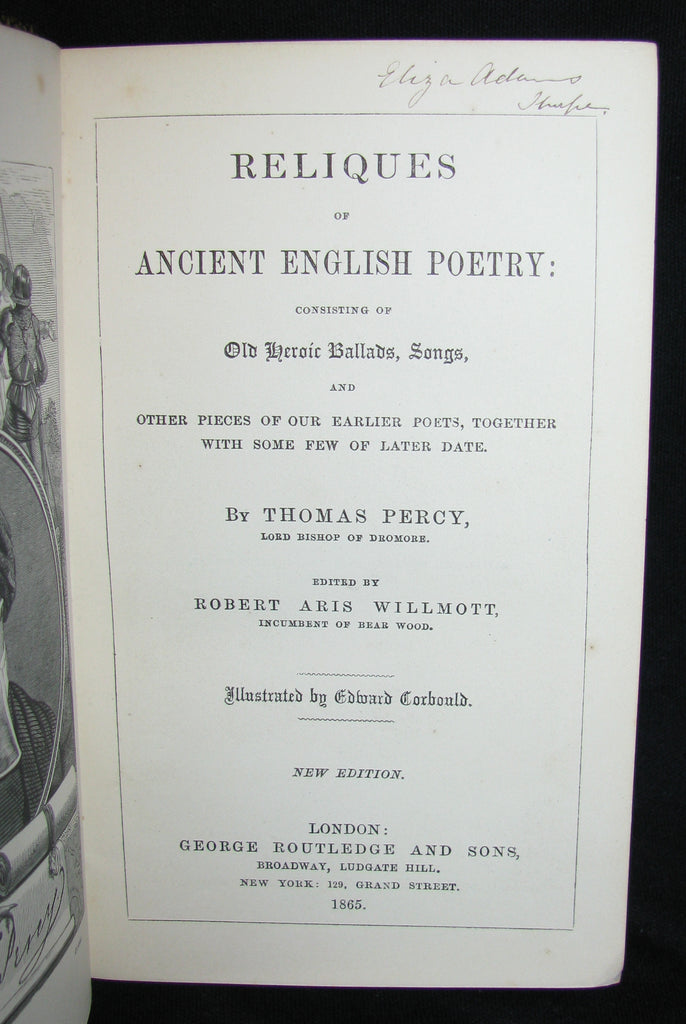 Eliza Adams
RELIQUES
OF
ANCIENT ENGLISH POETRY:
CONSISTING OF
Old Heroic Ballads, Songs,
AND
OTHER PIECES OF OUR EARLIER POETS, TOGETHER
WITH SOME FEW OF LATER DATE.
BY THOMAS PERCY,
LORD BISHOP OF DROMORE.
EDITED BY
ROBERT ARIS WILLMOTT,
INCUMBENT OF BEAR WOOD.
Illustrated by Edward Corbould.
NEW EDITION.
LONDON:
GEORGE ROUTLEDGE AND SONS,
BROADWAY, LUDGATE HILL.
NEW YORK: 129, GRAND STREET.
1865.